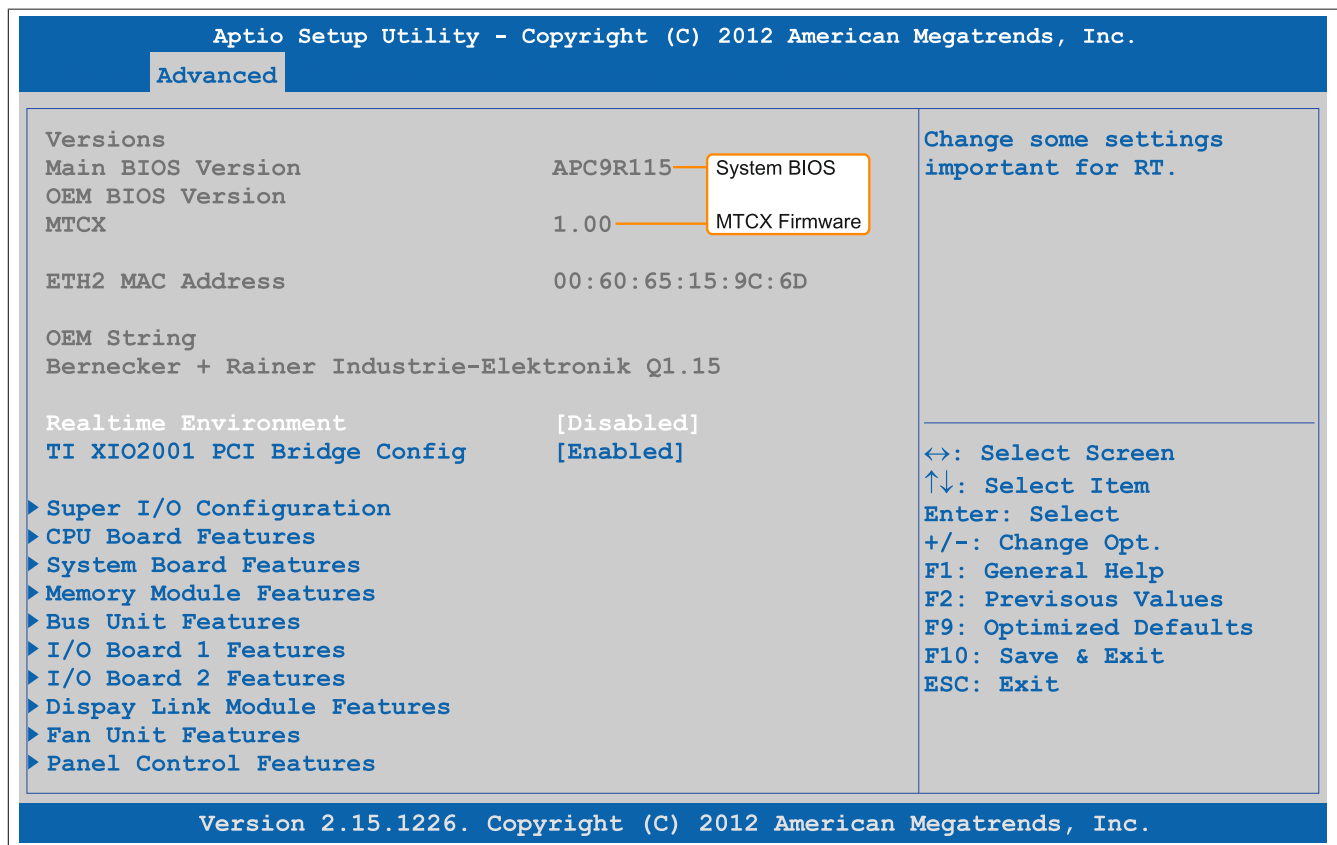 Aptio Setup Utility - Copyright (C) 2012 American Megatrends, Inc.
Advanced
Versions
Main BIOS Version APC9R115 System BIOS
OEM BIOS Version
MTCX 1.00 MTCX Firmware
ETH2 MAC Address 00:60:65:15:9C:6D
OEM String
Bernecker + Rainer Industrie-Elektronik Q1.15
Realtime Environment [Disabled]
TI XIO2001 PCI Bridge Config [Enabled]
Super I/O Configuration
CPU Board Features
System Board Features
Memory Module Features
Bus Unit Features
I/O Board 1 Features
I/O Board 2 Features
Dispay Link Module Features
Fan Unit Features
Panel Control Features
Change some settings
important for RT.
↔: Select Screen
↑↓: Select Item
Enter: Select
+/-: Change Opt.
F1: General Help
F2: Previsous Values
F9: Optimized Defaults
F10: Save & Exit
ESC: Exit
Version 2.15.1226. Copyright (C) 2012 American Megatrends, Inc.